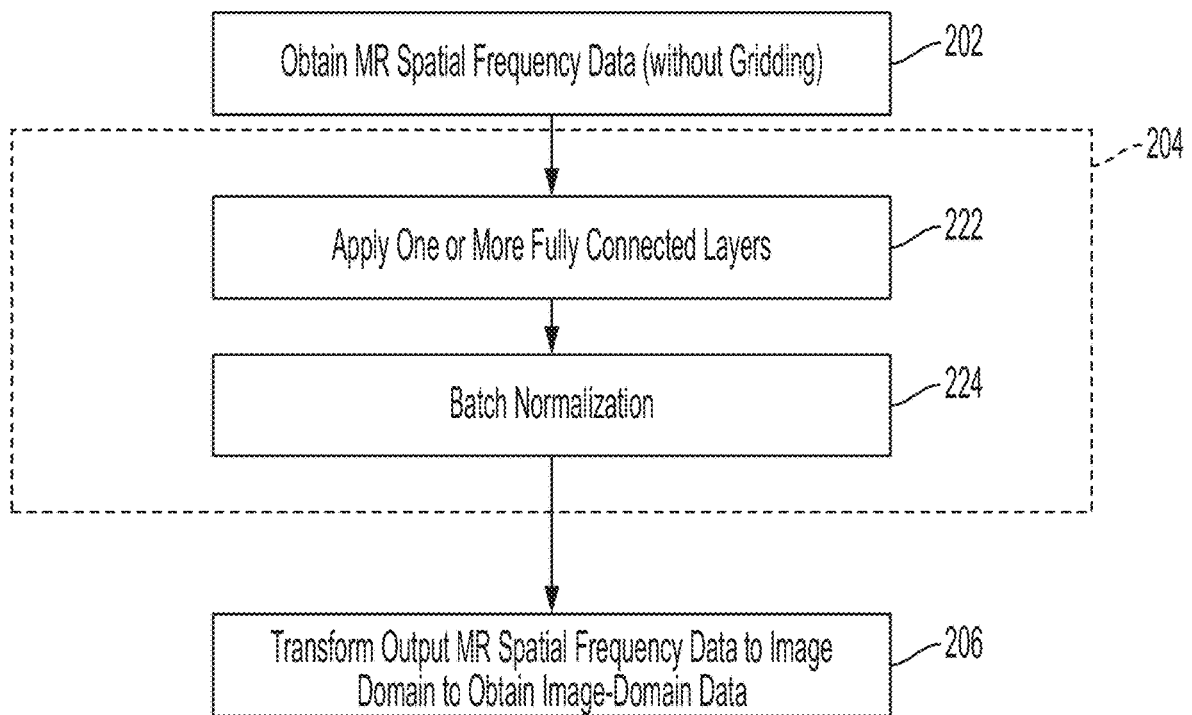 Obtain MR Spatial Frequency Data (without Gridding)
202
204
Apply One or More Fully Connected Layers
222
Batch Normalization
224
Transform Output MR Spatial Frequency Data to Image
Domain to Obtain Image-Domain Data
206